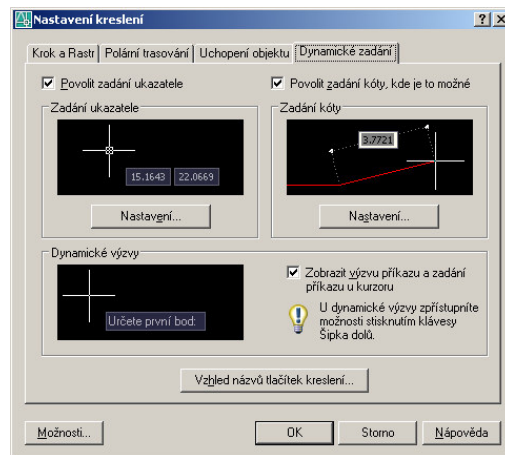 Nastavení kreslení
Krok a Rastr Polární trasování Uchopení objektu Dynamické zadání
Povolit zadání ukazatele
Povolit zadání kóty, kde je to možné
Zadání ukazatele
15.1643 22.0669
Nastavení...
Zadání kóty
3.7721
Nastavení...
Dynamické výzvy
Určete první bod:
Zobrazit výzvu příkazu a zadání
příkazu u kurzoru
U dynamické výzvy zpřístupníte
možnosti stisknutím klávesy
Šipka dolů.
Vzhled názvů tlačítek kreslení...
Možnosti...
OK
Storno
Nápověda